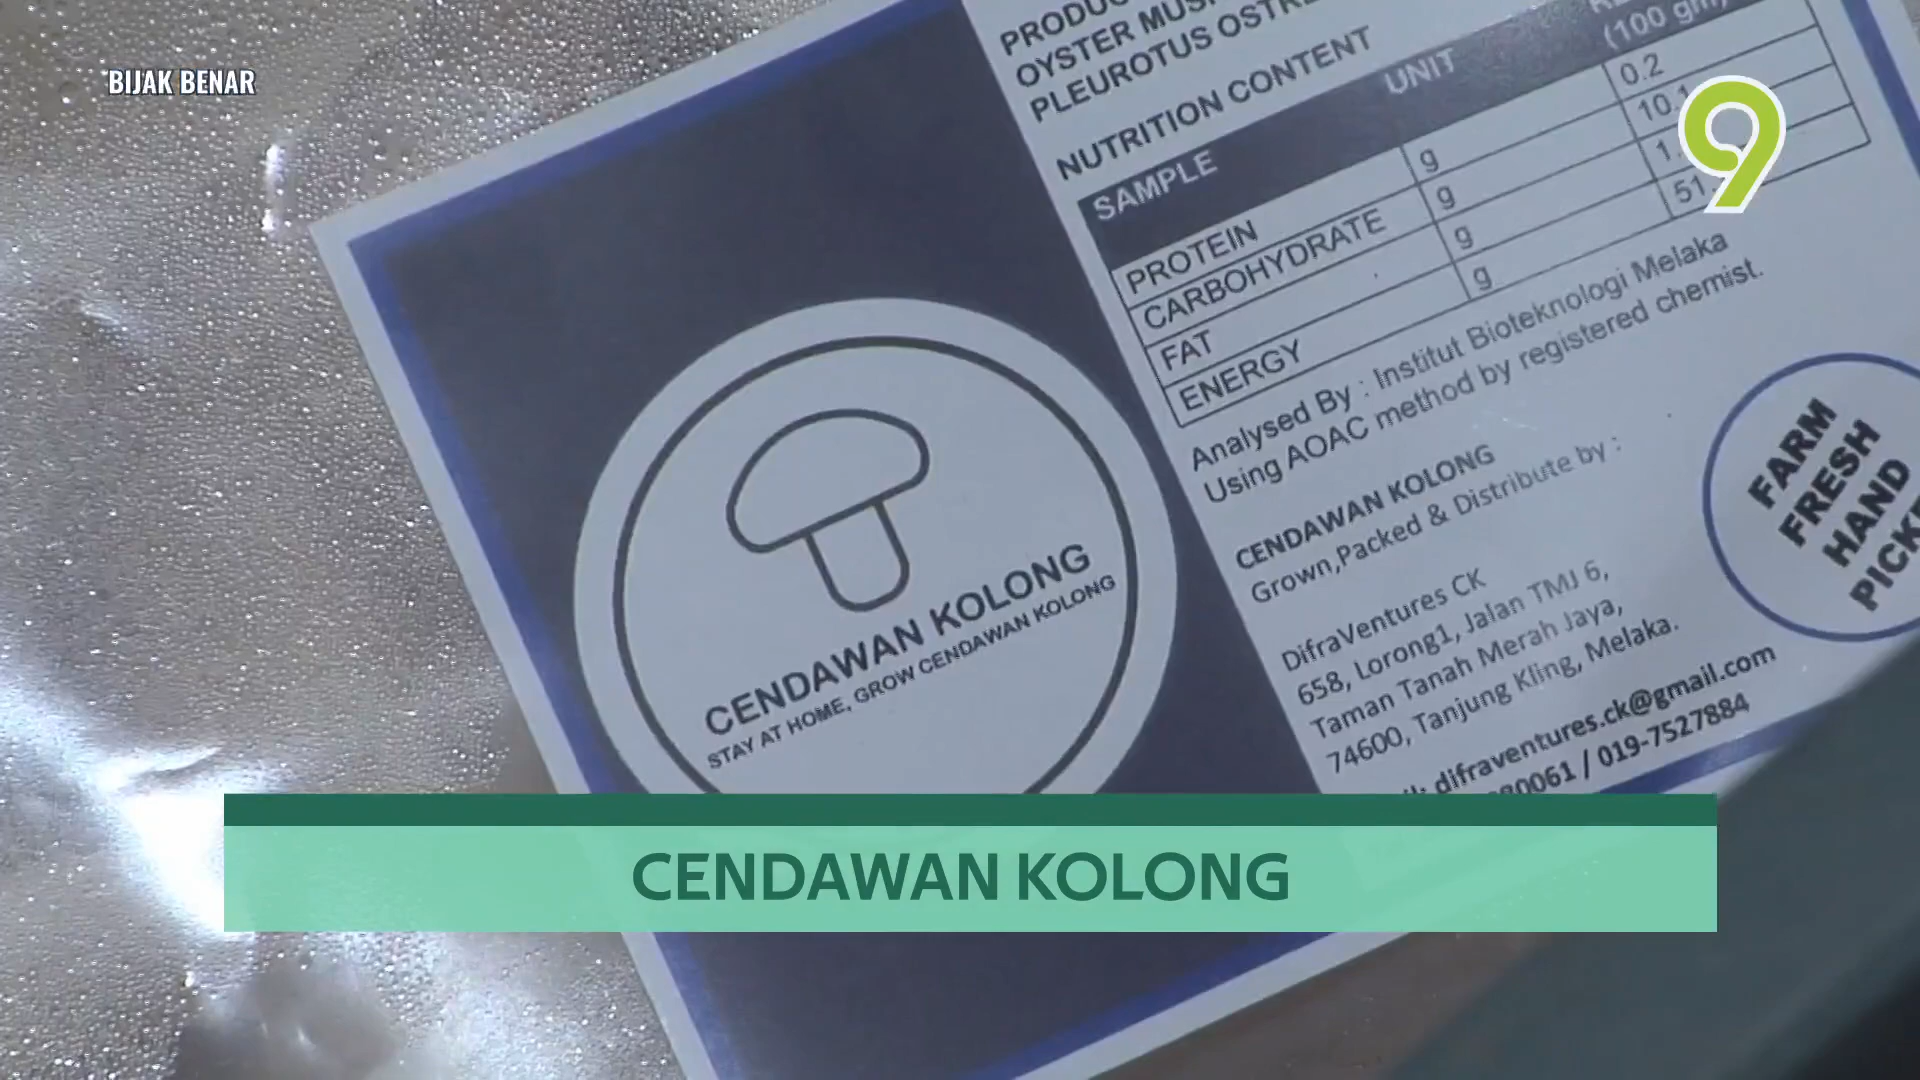 BIJAK BENAR
9
OYSTER
PLEUROTUS
NUTRITION CONTENT
SAMPLE UNIT (100 gm)
PROTEIN g 0.2
CARBOHYDRATE g
FAT g
ENERGY g
Analysed By : Institut Bioteknologi Melaka
Using AOAC method by registered chemist.
CENDAWAN KOLONG
Grown,Packed & Distribute by :
DifraVentures CK
658, Lorong1, Jalan TMJ 6,
Taman Tanah Merah Jaya,
74600, Tanjung Kling, Melaka.
difraventures.ck@gmail.com
/ 019-7527884
FARM
FRESH
HAND
CENDAWAN KOLONG
STAY AT HOME, GROW CENDAWAN KOLONG
CENDAWAN KOLONG